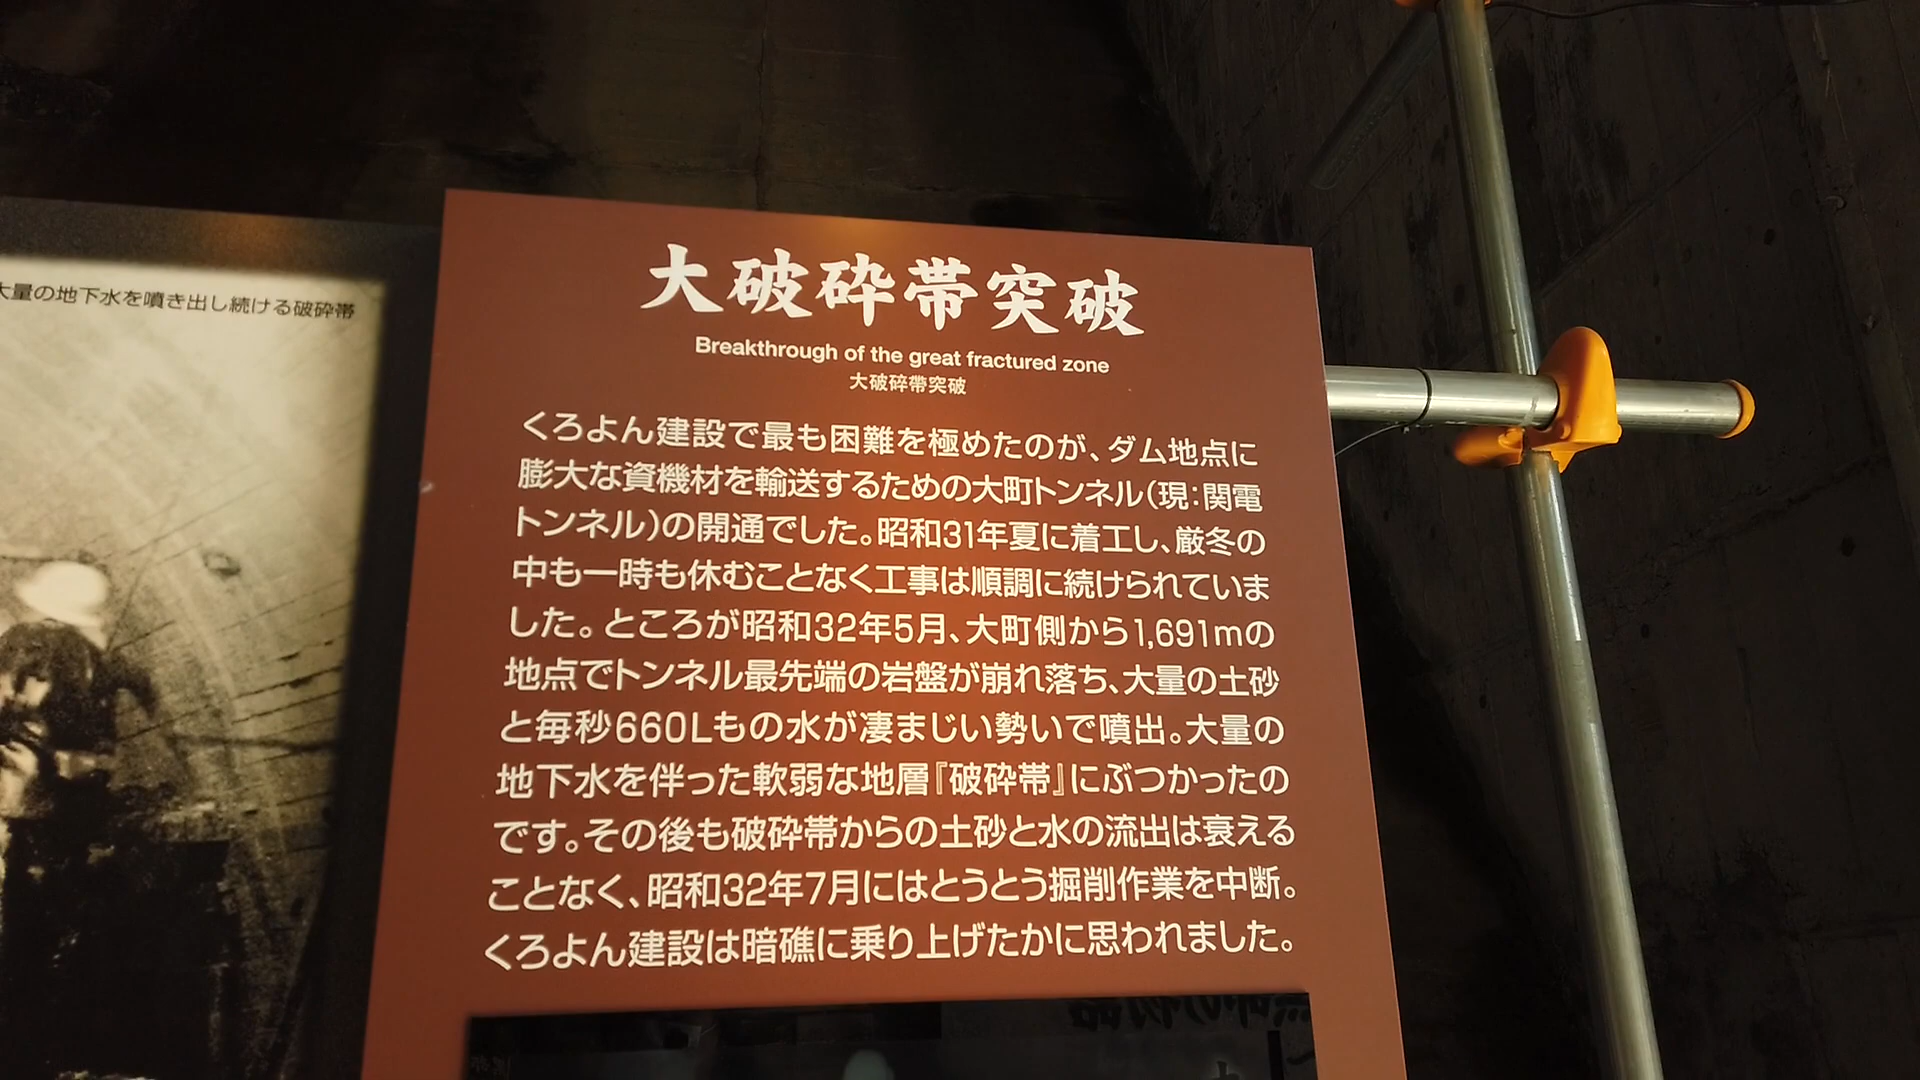 大量の地下水を噴き出し続ける破砕帯
大破砕帯突破
Breakthrough of the great fractured zone
大破碎帶突破
くろよん建設で最も困難を極めたのが、ダム地点に
膨大な資機材を輸送するための大町トンネル(現:関電
トンネル)の開通でした。昭和31年夏に着工し、厳冬の
中も一時も休むことなく工事は順調に続けられていま
した。ところが昭和32年5月、大町側から1,691mの
地点でトンネル最先端の岩盤が崩れ落ち、大量の土砂
と毎秒660Lもの水が凄まじい勢いで噴出。大量の
地下水を伴った軟弱な地層『破砕帯』にぶつかったの
です。その後も破砕帯からの土砂と水の流出は衰える
ことなく、昭和32年7月にはとうとう掘削作業を中断。
くろよん建設は暗礁に乗り上げたかに思われました。